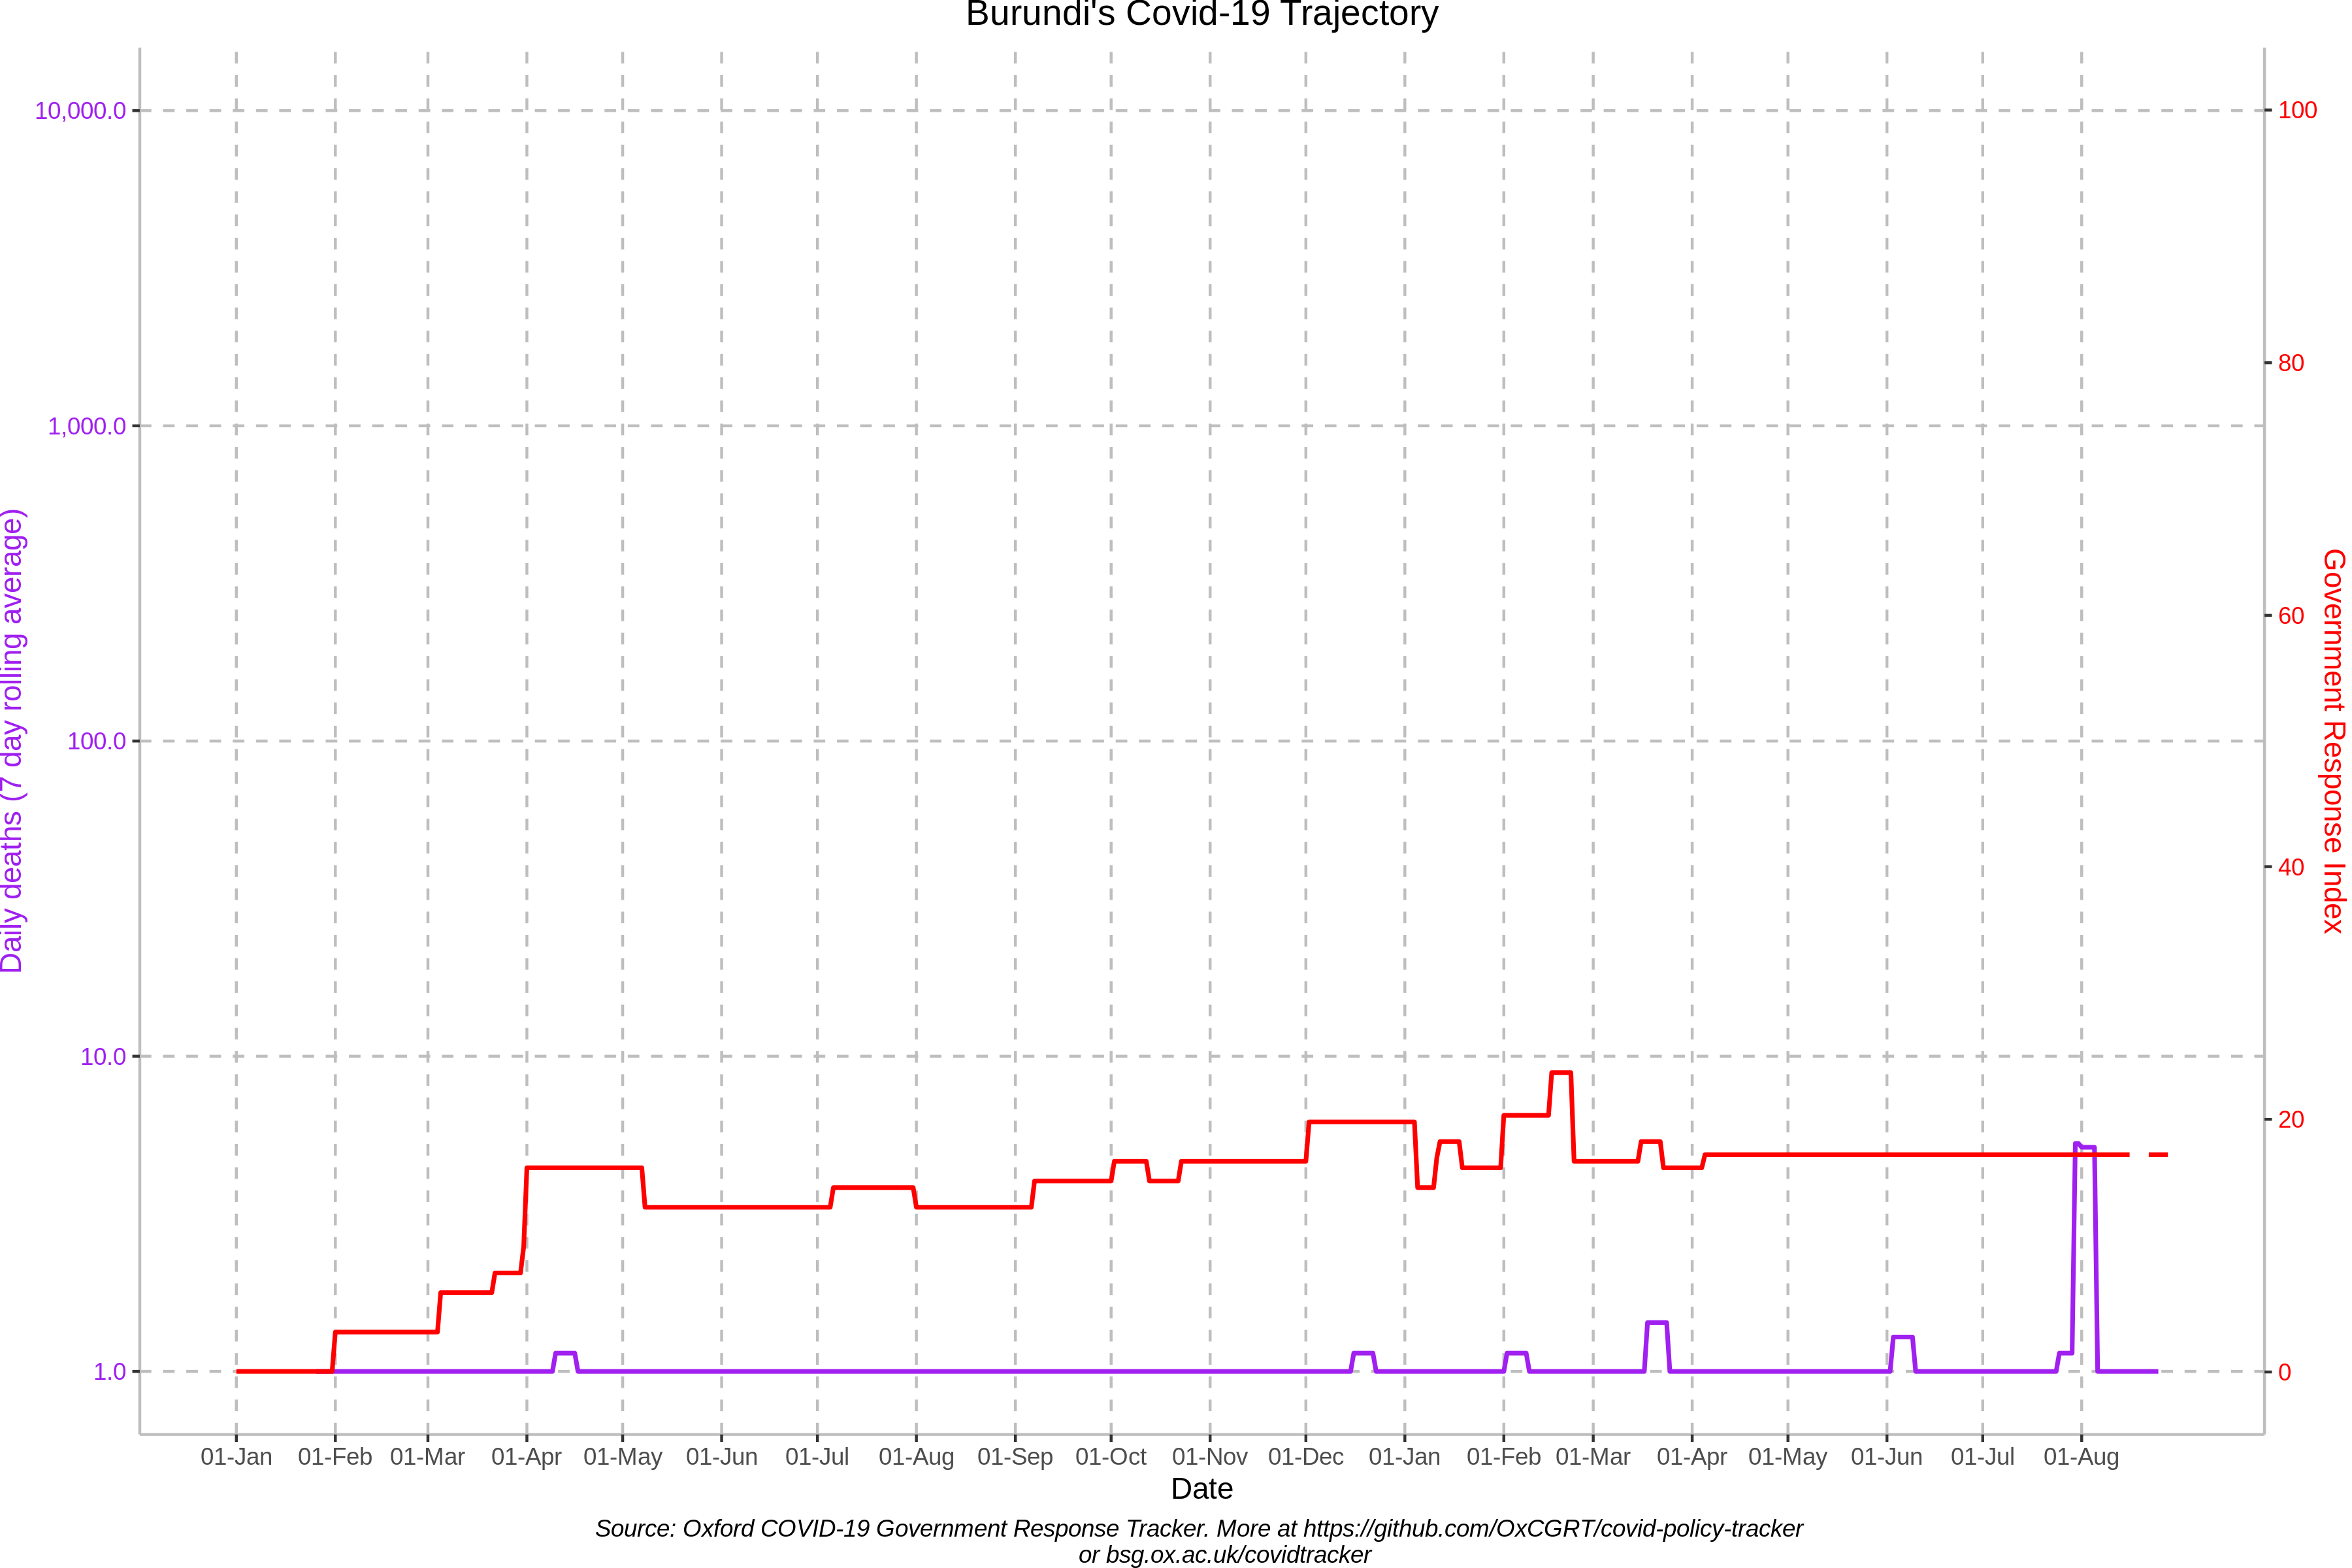 Burundi's Covid-19 Trajectory
Daily deaths (7 day rolling average)
10,000.0
1,000.0
100.0
10.0
1.0
100
80
60
40
20
0
Government Response Index
01-Jan 01-Feb 01-Mar 01-Apr 01-May 01-Jun 01-Jul 01-Aug 01-Sep 01-Oct 01-Nov 01-Dec 01-Jan 01-Feb 01-Mar 01-Apr 01-May 01-Jun 01-Jul 01-Aug
Date
Source: Oxford COVID-19 Government Response Tracker. More at https://github.com/OxCGRT/covid-policy-tracker
or bsg.ox.ac.uk/covidtracker